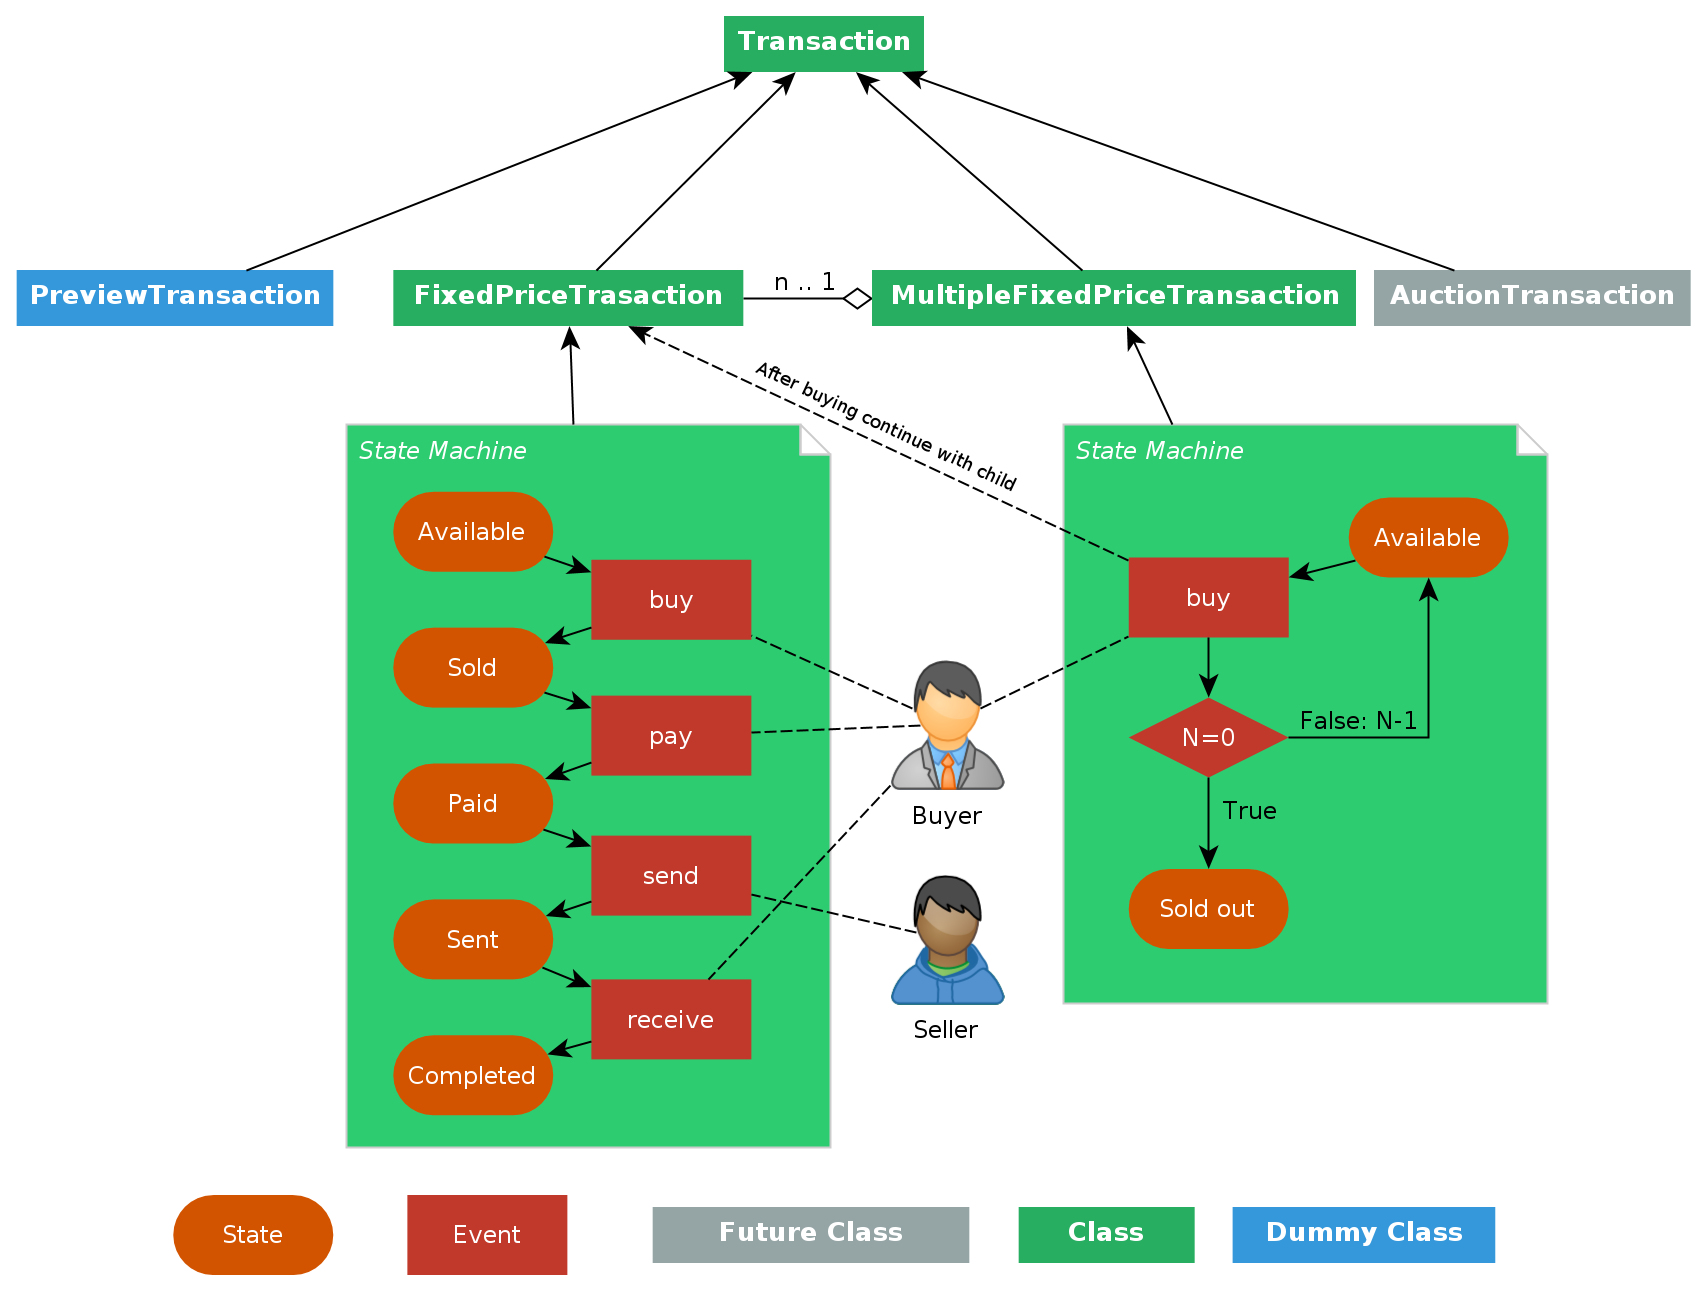 Transaction
PreviewTransaction
FixedPriceTrasaction
n .. 1
MultipleFixedPriceTransaction
AuctionTransaction
After buying continue with child
State Machine
Available
buy
Sold
pay
Paid
send
Sent
receive
Completed
Buyer
Seller
State Machine
Available
buy
N=0
False: N-1
True
Sold out
State
Event
Future Class
Class
Dummy Class